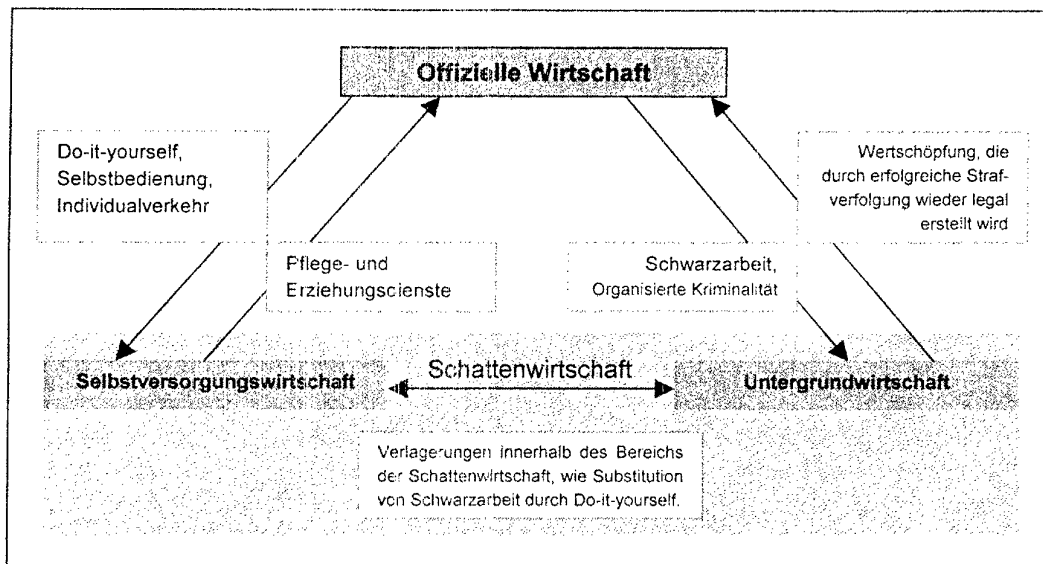 Offizielle Wirtschaft
Do-it-yourself,
Selbstbedienung,
Individualverkehr
Wertschöpfung, die
durch erfolgreiche Straf-
verfolgung wieder legal
erstellt wird
Pflege- und
Erziehungsdienste
Schwarzarbeit,
Organisierte Kriminalität
Schattenwirtschaft
Selbstversorgungswirtschaft
Untergrundwirtschaft
Verlagerungen innerhalb des Bereichs
der Schattenwirtschaft, wie Substitution
von Schwarzarbeit durch Do-it-yourself.